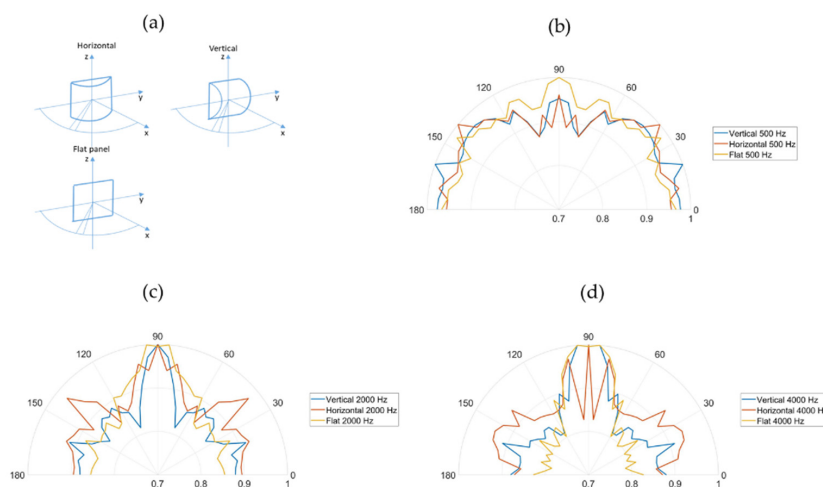 (a)
Horizontal
z
y
x
Vertical
z
y
x
Flat panel
z
y
x
(b)
90
120
60
150
30
180
0
0.7
0.8
0.9
1
Vertical 500 Hz
Horizontal 500 Hz
Flat 500 Hz
(c)
90
120
60
150
30
180
0
0.7
0.8
0.9
1
Vertical 2000 Hz
Horizontal 2000 Hz
Flat 2000 Hz
(d)
90
120
60
150
30
180
0
0.7
0.8
0.9
1
Vertical 4000 Hz
Horizontal 4000 Hz
Flat 4000 Hz